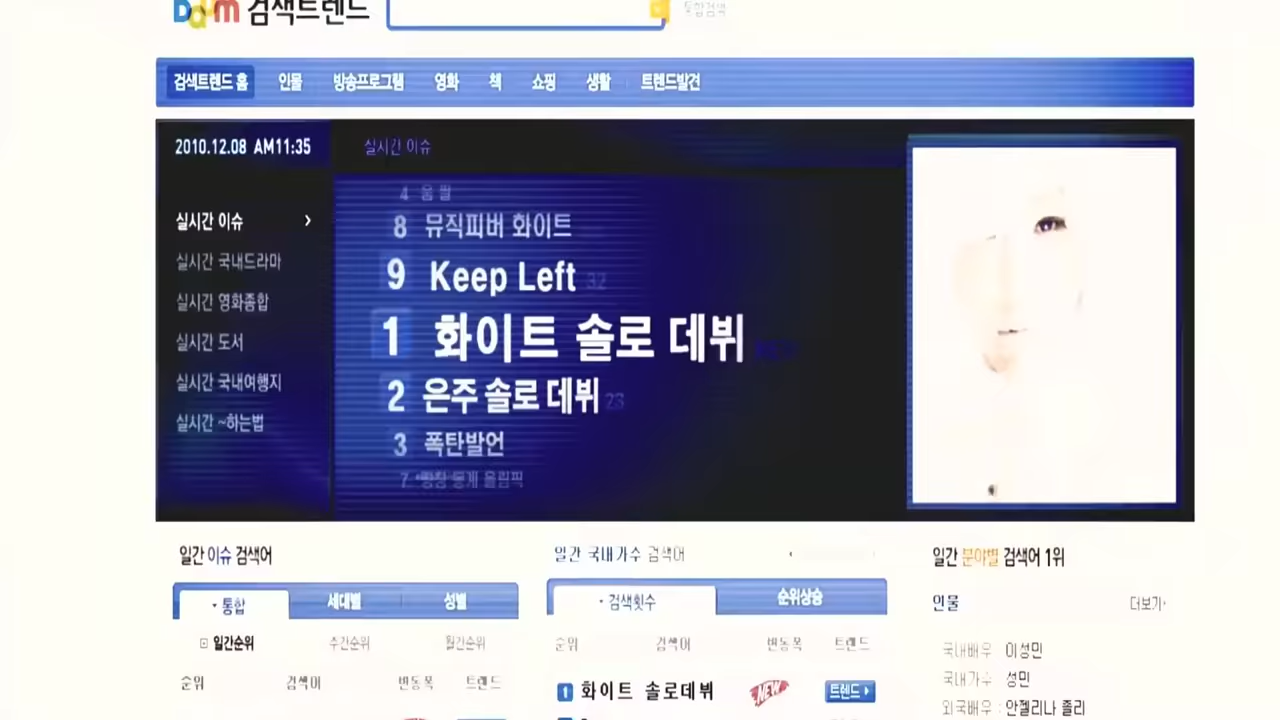 Daum 검색트렌드
통합검색
검색트렌드 홈 인물 방송프로그램 영화 책 쇼핑 생활 트렌드발견
2010.12.08 AM11:35
실시간 이슈
실시간 이슈 >
실시간 국내드라마
실시간 영화종합
실시간 도서
실시간 국내여행지
실시간 ~하는법
4
8 뮤직피버 화이트
9 Keep Left 32
1 화이트 솔로 데뷔 NEW
2 은주 솔로 데뷔 23
3 폭탄발언
7
일간 이슈 검색어
통합 세대별 성별
일간순위 주간순위 월간순위
순위 검색어 변동폭 트렌드
일간 국내가수 검색어
검색횟수 순위상승
순위 검색어 변동폭 트렌드
1 화이트 솔로데뷔 NEW 트렌드
일간 분야별 검색어 1위
인물 더보기
국내배우 이성민
국내가수 성민
외국배우 : 안젤리나 졸리